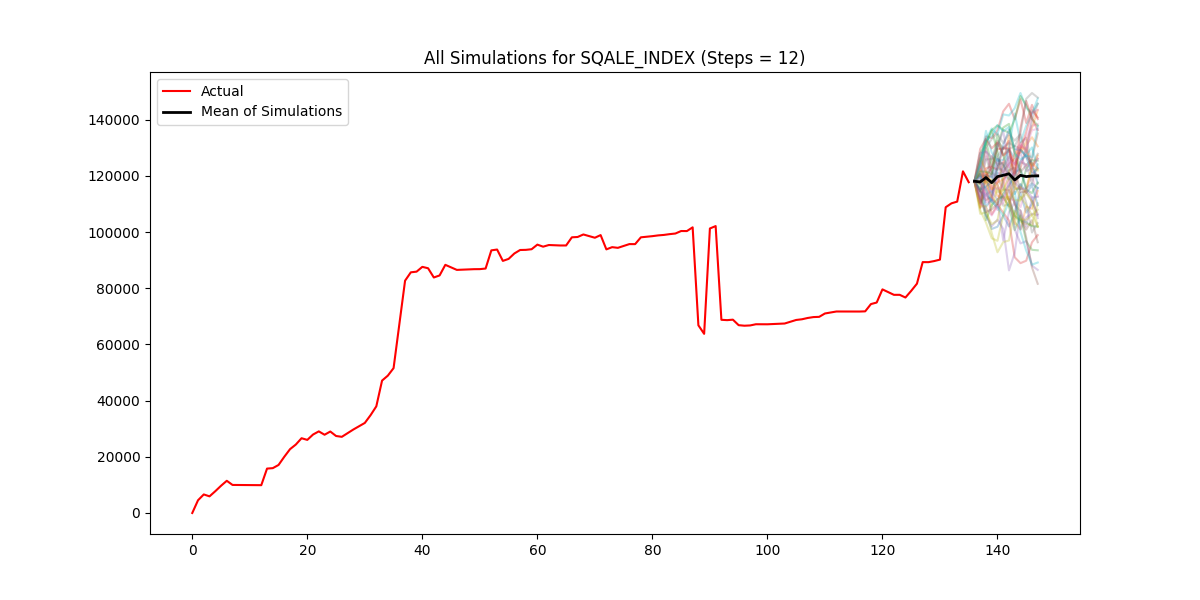 All Simulations for SQALE_INDEX (Steps = 12)
Actual
Mean of Simulations
140000
120000
100000
80000
60000
40000
20000
0
0 20 40 60 80 100 120 140